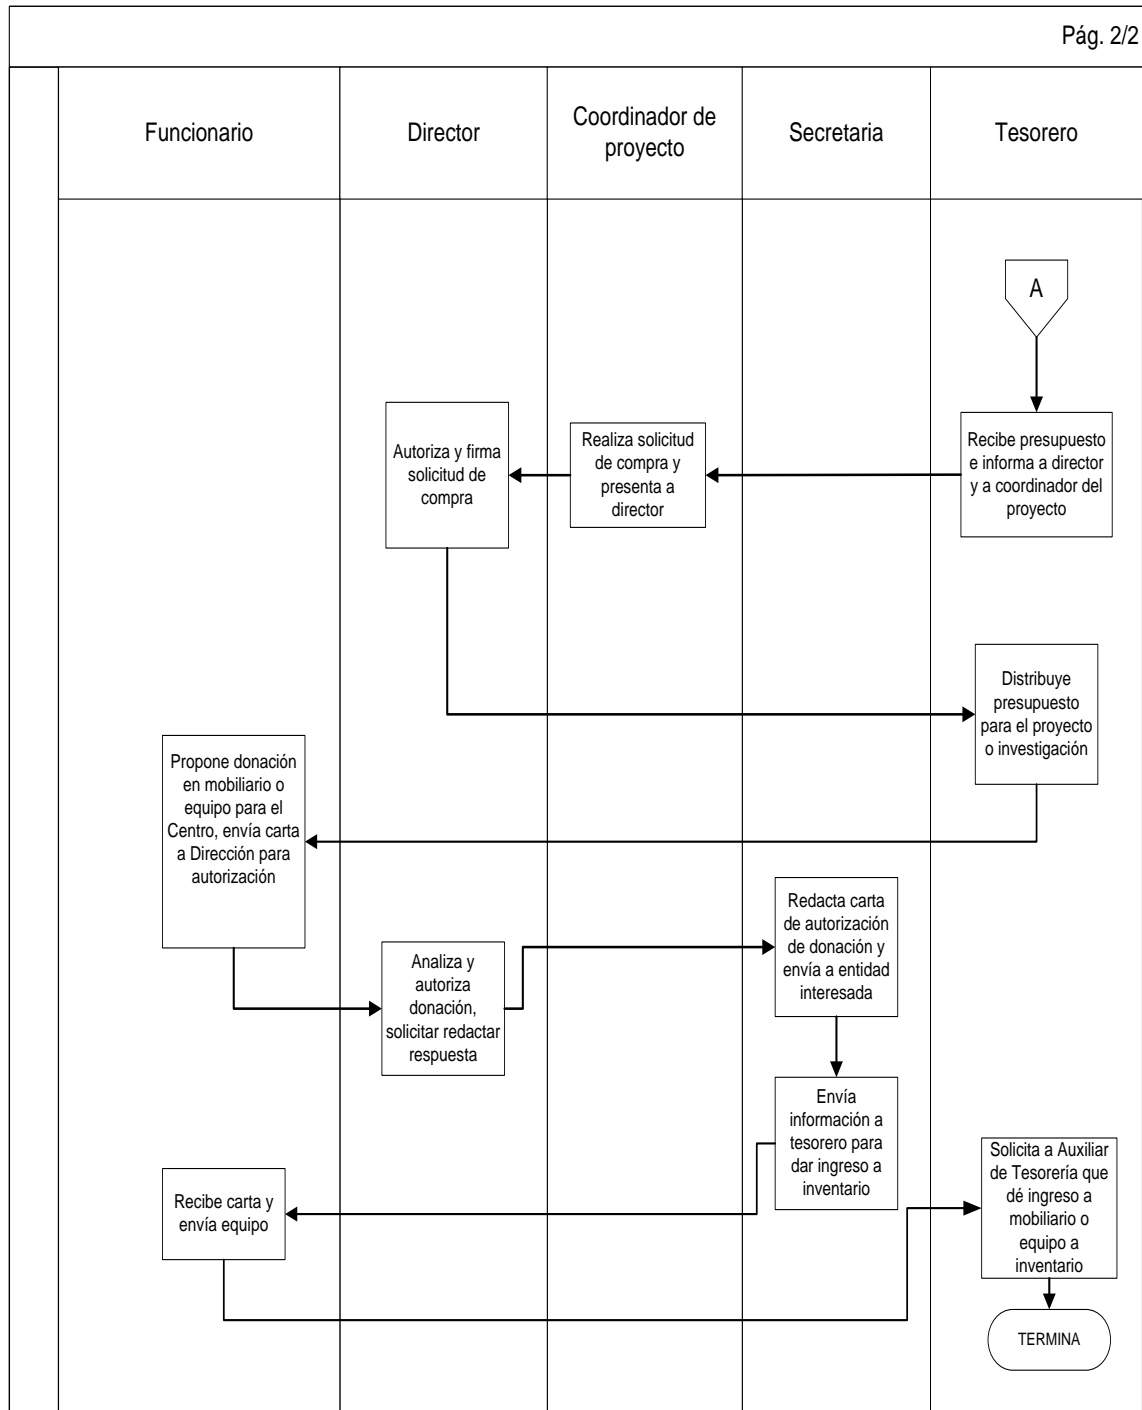 Pág. 2/2
Funcionario
Director
Coordinador de
proyecto
Secretaria
Tesorero
A
Recibe presupuesto
e informa a director
y a coordinador del
proyecto
Realiza solicitud
de compra y
presenta a
director
Autoriza y firma
solicitud de
compra
Distribuye
presupuesto
para el proyecto
o investigación
Propone donación
en mobiliario o
equipo para el
Centro, envía carta
a Dirección para
autorización
Analiza y
autoriza
donación,
solicitar redactar
respuesta
Redacta carta
de autorización
de donación y
envía a entidad
interesada
Envía
información a
tesorero para
dar ingreso a
inventario
Recibe carta y
envía equipo
Solicita a Auxiliar
de Tesorería que
dé ingreso a
mobiliario o
equipo a
inventario
TERMINA